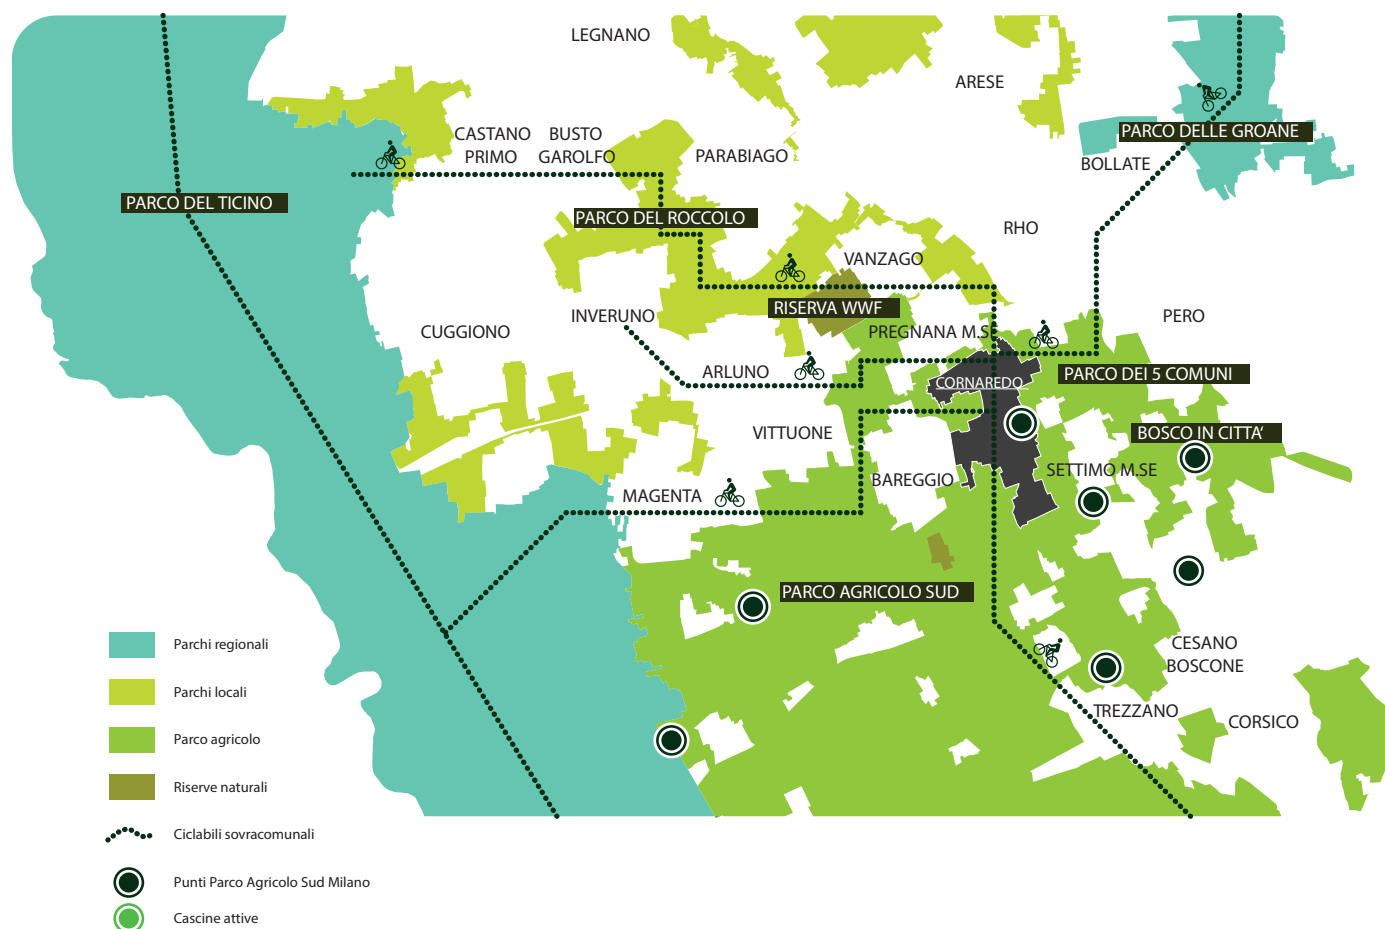 LEGNANO
ARESE
CASTANO
PRIMO
BUSTO
GAROLFO
PARABIAGO
PARCO DELLE GROANE
BOLLATE
PARCO DEL TICINO
PARCO DEL ROCCOLO
RHO
VANZAGO
RISERVA WWF
INVERUNO
CUGGIONO
PREGNANA M.SE
PERO
ARLUNO
CORNAREDO
PARCO DEI 5 COMUNI
VITTUONE
BOSCO IN CITTA'
BAREGGIO
SETTIMO M.SE
MAGENTA
PARCO AGRICOLO SUD
CESANO
BOSCONE
TREZZANO
CORSICO
Parchi regionali
Parchi locali
Parco agricolo
Riserve naturali
Ciclabili sovracomunali
Punti Parco Agricolo Sud Milano
Cascine attive